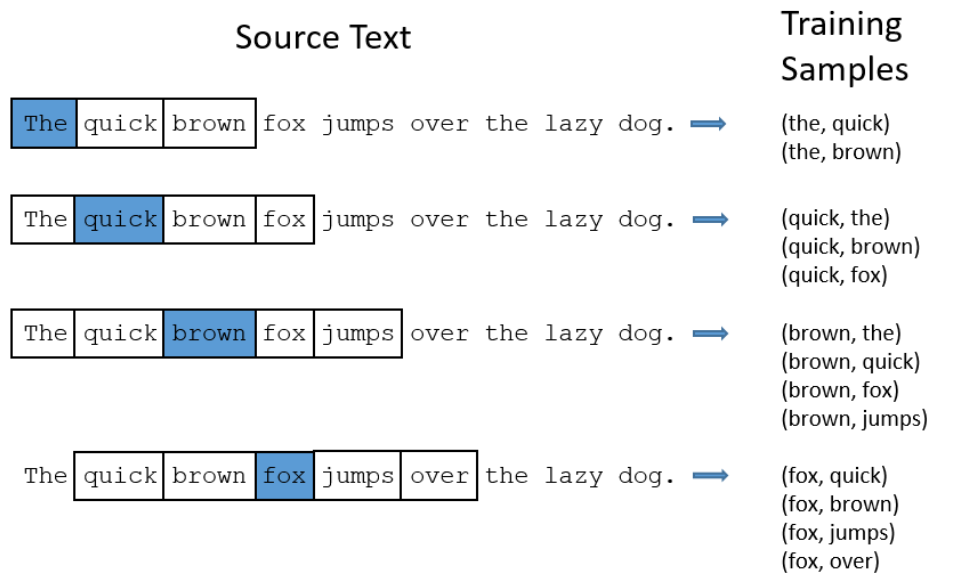 Source Text
Training
Samples
The quick brown fox jumps over the lazy dog.
(the, quick)
(the, brown)
The quick brown fox jumps over the lazy dog.
(quick, the)
(quick, brown)
(quick, fox)
The quick brown fox jumps over the lazy dog.
(brown, the)
(brown, quick)
(brown, fox)
(brown, jumps)
The quick brown fox jumps over the lazy dog.
(fox, quick)
(fox, brown)
(fox, jumps)
(fox, over)